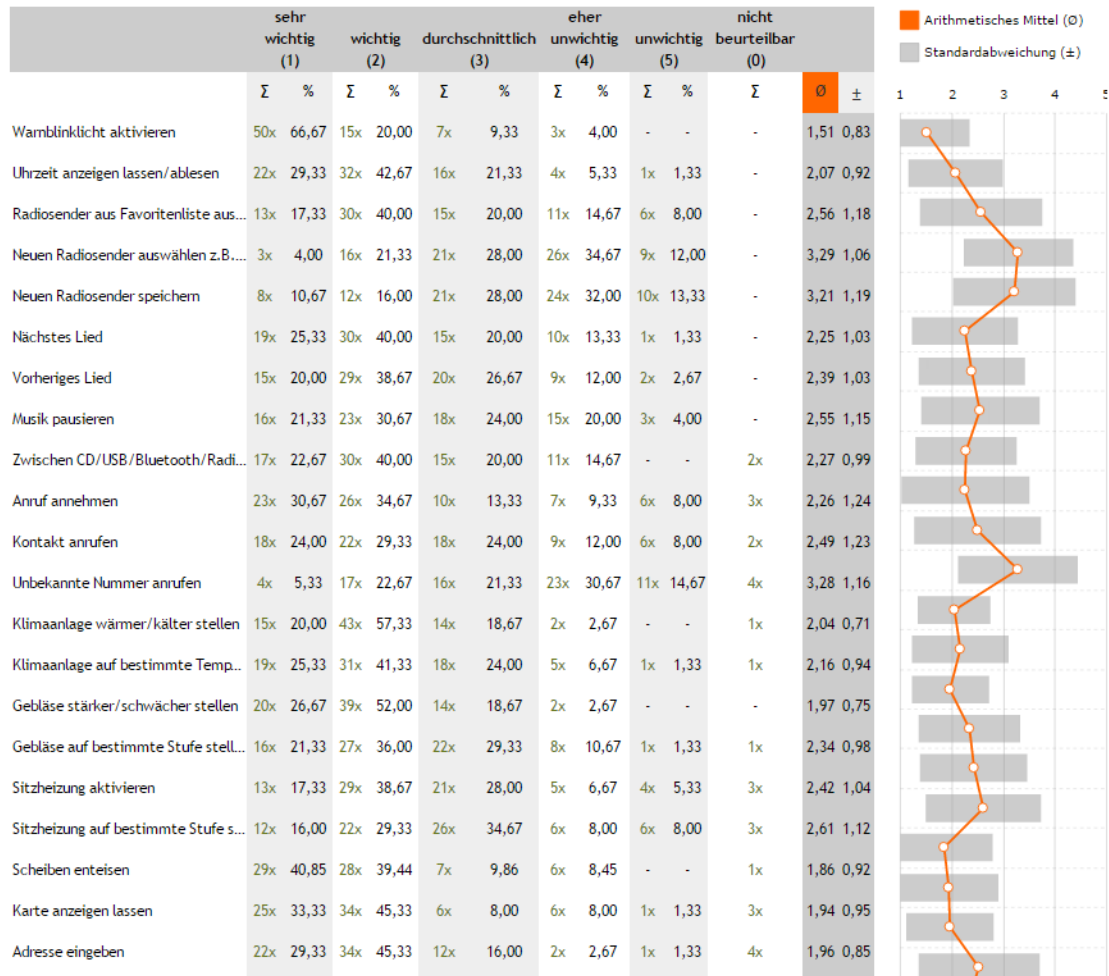 sehr wichtig (1) wichtig (2) durchschnittlich (3) eher unwichtig (4) unwichtig (5) nicht beurteilbar (0)
Σ % Σ % Σ % Σ % Σ % Σ Ø ±
Warnblinklicht aktivieren 50x 66,67 15x 20,00 7x 9,33 3x 4,00 - - - 1,51 0,83
Uhrzeit anzeigen lassen/ablesen 22x 29,33 32x 42,67 16x 21,33 4x 5,33 1x 1,33 - 2,07 0,92
Radiosender aus Favoritenliste aus... 13x 17,33 30x 40,00 15x 20,00 11x 14,67 6x 8,00 - 2,56 1,18
Neuen Radiosender auswählen z.B.... 3x 4,00 16x 21,33 21x 28,00 26x 34,67 9x 12,00 - 3,29 1,06
Neuen Radiosender speichern 8x 10,67 12x 16,00 21x 28,00 24x 32,00 10x 13,33 - 3,21 1,19
Nächstes Lied 19x 25,33 30x 40,00 15x 20,00 10x 13,33 1x 1,33 - 2,25 1,03
Vorheriges Lied 15x 20,00 29x 38,67 20x 26,67 9x 12,00 2x 2,67 - 2,39 1,03
Musik pausieren 16x 21,33 23x 30,67 18x 24,00 15x 20,00 3x 4,00 - 2,55 1,15
Zwischen CD/USB/Bluetooth/Radi... 17x 22,67 30x 40,00 15x 20,00 11x 14,67 - - 2x 2,27 0,99
Anruf annehmen 23x 30,67 26x 34,67 10x 13,33 7x 9,33 6x 8,00 3x 2,26 1,24
Kontakt anrufen 18x 24,00 22x 29,33 18x 24,00 9x 12,00 6x 8,00 2x 2,49 1,23
Unbekannte Nummer anrufen 4x 5,33 17x 22,67 16x 21,33 23x 30,67 11x 14,67 4x 3,28 1,16
Klimaanlage wärmer/kälter stellen 15x 20,00 43x 57,33 14x 18,67 2x 2,67 - - 1x 2,04 0,71
Klimaanlage auf bestimmte Temp... 19x 25,33 31x 41,33 18x 24,00 5x 6,67 1x 1,33 1x 2,16 0,94
Gebläse stärker/schwächer stellen 20x 26,67 39x 52,00 14x 18,67 2x 2,67 - - - 1,97 0,75
Gebläse auf bestimmte Stufe stell... 16x 21,33 27x 36,00 22x 29,33 8x 10,67 1x 1,33 1x 2,34 0,98
Sitzheizung aktivieren 13x 17,33 29x 38,67 21x 28,00 5x 6,67 4x 5,33 3x 2,42 1,04
Sitzheizung auf bestimmte Stufe s... 12x 16,00 22x 29,33 26x 34,67 6x 8,00 6x 8,00 3x 2,61 1,12
Scheiben enteisen 29x 40,85 28x 39,44 7x 9,86 6x 8,45 - - 1x 1,86 0,92
Karte anzeigen lassen 25x 33,33 34x 45,33 6x 8,00 6x 8,00 1x 1,33 3x 1,94 0,95
Adresse eingeben 22x 29,33 34x 45,33 12x 16,00 2x 2,67 1x 1,33 4x 1,96 0,85
Arithmetisches Mittel (Ø)
Standardabweichung (±)
1 2 3 4 5